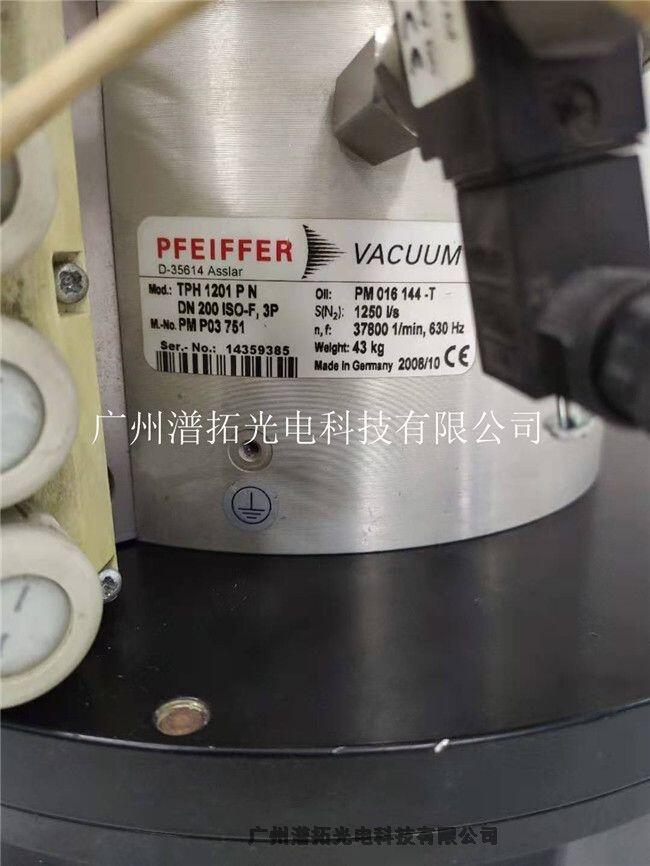 PFEIFFER VACUUM
D-35614 Asslar
Mod.: TPH 1201 P N
DN 200 ISO-F, 3P
M.-No. PM P03 751
Ser.- No.: 14359385
Oil: PM 016 144 -T
S(N₂): 1250 l/s
n, f: 37800 1/min, 630 Hz
Weight: 43 kg
Made in Germany 2008/10 CE
广州潽拓光电科技有限公司
广州潽拓光电科技有限公司